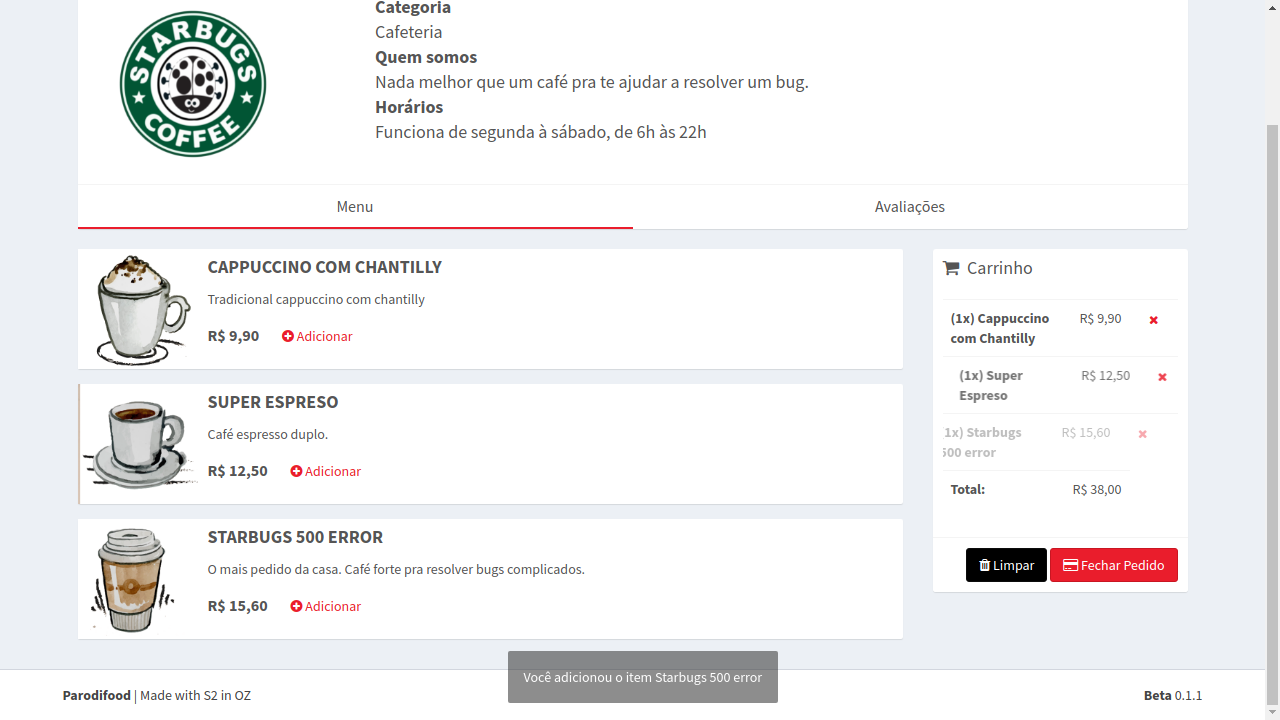 STARBUGS
COFFEE
Categoria
Cafeteria
Quem somos
Nada melhor que um café pra te ajudar a resolver um bug.
Horários
Funciona de segunda à sábado, de 6h às 22h
Menu
Avaliações
CAPPUCCINO COM CHANTILLY
Tradicional cappuccino com chantilly
R$ 9,90 Adicionar
SUPER ESPRESO
Café espresso duplo.
R$ 12,50 Adicionar
STARBUGS 500 ERROR
O mais pedido da casa. Café forte pra resolver bugs complicados.
R$ 15,60 Adicionar
Carrinho
(1x) Cappuccino R$ 9,90
com Chantilly
(1x) Super R$ 12,50
Espreso
1x) Starbugs R$ 15,60
500 error
Total: R$ 38,00
Limpar
Fechar Pedido
Você adicionou o item Starbugs 500 error
Parodifood | Made with S2 in OZ
Beta 0.1.1